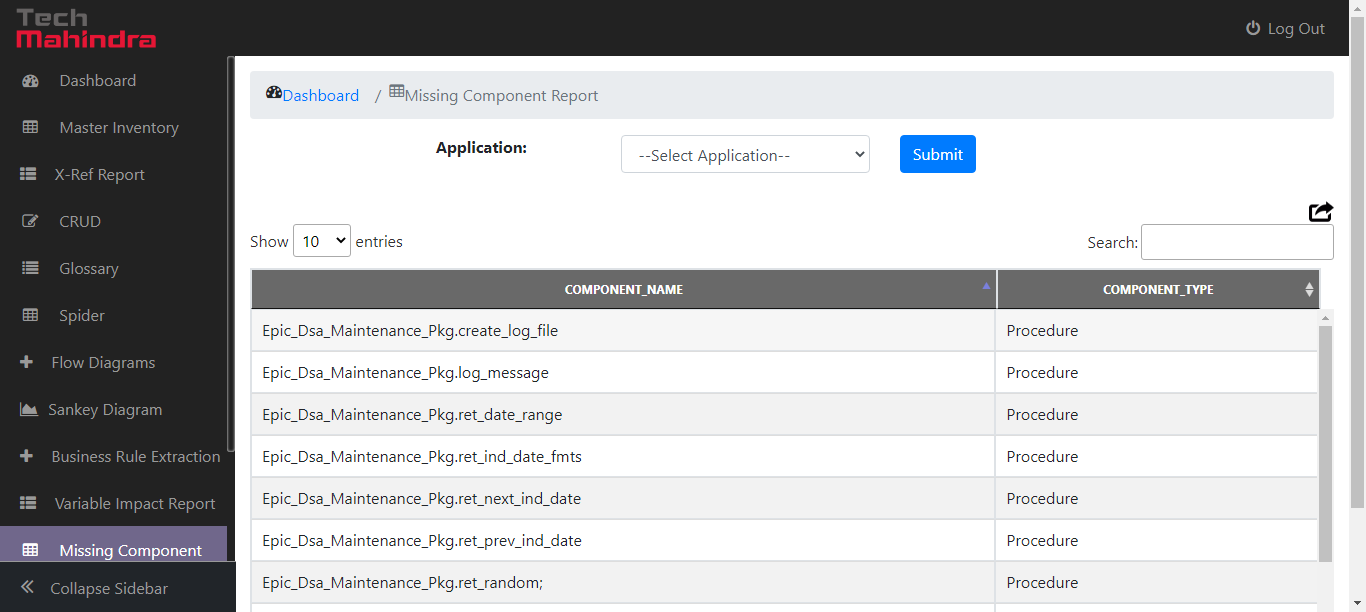 Tech
Mahindra
Log Out
Dashboard
Master Inventory
X-Ref Report
CRUD
Glossary
Spider
Flow Diagrams
Sankey Diagram
Business Rule Extraction
Variable Impact Report
Missing Component
Collapse Sidebar
Dashboard / Missing Component Report
Application: --Select Application-- Submit
Show 10 entries Search:
COMPONENT_NAME COMPONENT_TYPE
Epic_Dsa_Maintenance_Pkg.create_log_file Procedure
Epic_Dsa_Maintenance_Pkg.log_message Procedure
Epic_Dsa_Maintenance_Pkg.ret_date_range Procedure
Epic_Dsa_Maintenance_Pkg.ret_ind_date_fmts Procedure
Epic_Dsa_Maintenance_Pkg.ret_next_ind_date Procedure
Epic_Dsa_Maintenance_Pkg.ret_prev_ind_date Procedure
Epic_Dsa_Maintenance_Pkg.ret_random; Procedure